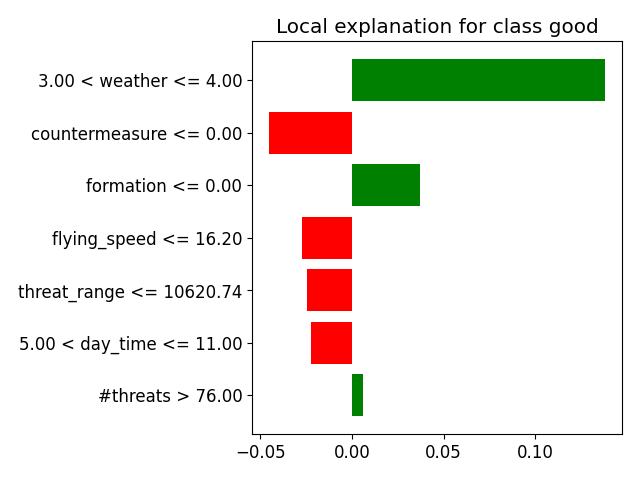 Local explanation for class good
3.00 < weather <= 4.00
countermeasure <= 0.00
formation <= 0.00
flying_speed <= 16.20
threat_range <= 10620.74
5.00 < day_time <= 11.00
#threats > 76.00
−0.05 0.00 0.05 0.10